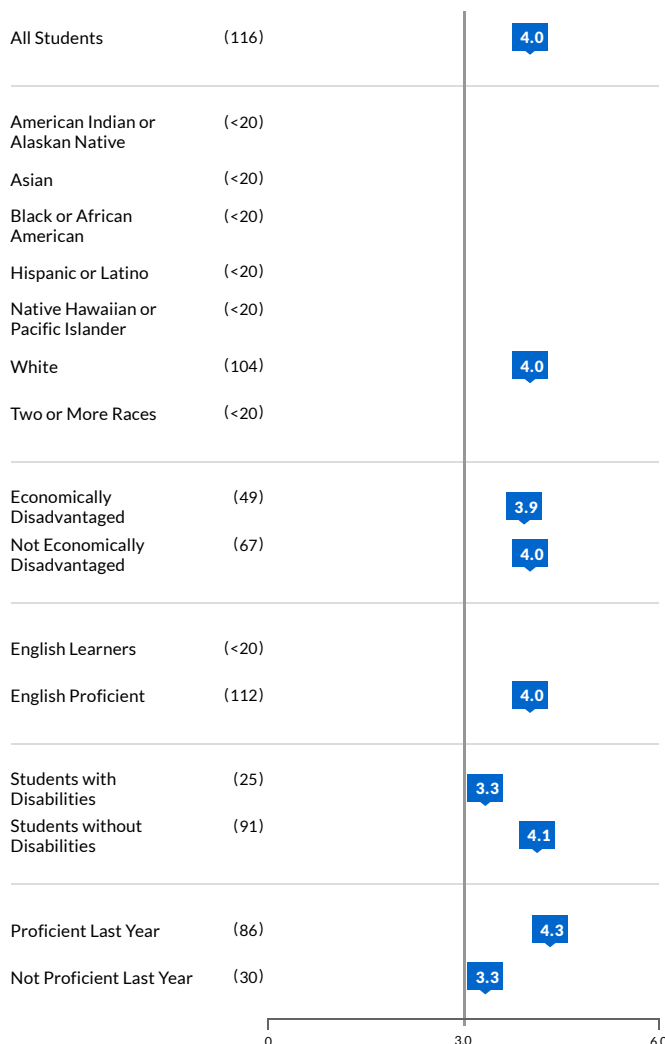 All Students (116) 4.0
American Indian or (<20)
Alaskan Native
Asian (<20)
Black or African (<20)
American
Hispanic or Latino (<20)
Native Hawaiian or (<20)
Pacific Islander
White (104) 4.0
Two or More Races (<20)
Economically (49) 3.9
Disadvantaged
Not Economically (67) 4.0
Disadvantaged
English Learners (<20)
English Proficient (112) 4.0
Students with (25) 3.3
Disabilities
Students without (91) 4.1
Disabilities
Proficient Last Year (86) 4.3
Not Proficient Last Year (30) 3.3
0 3.0 6.0